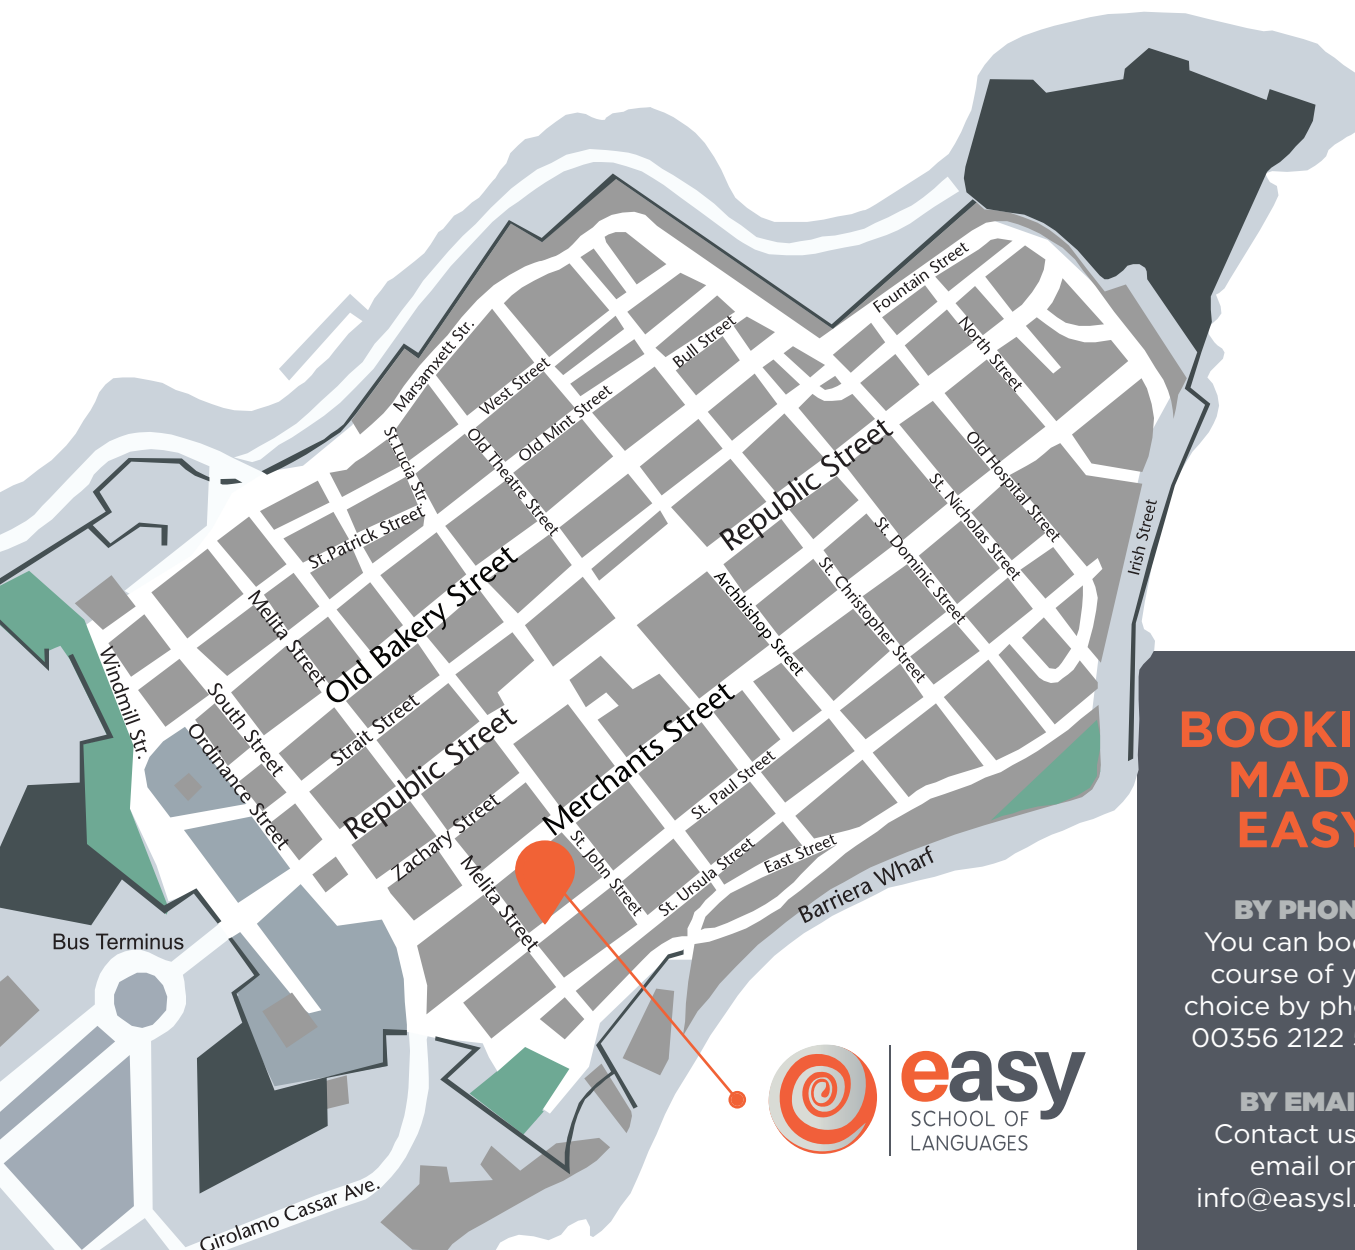 Fountain Street
North Street
Bull Street
Marsamxett Str.
West Street
Old Mint Street
St.Lucia Str.
Old Theatre Street
St.Patrick Street
Republic Street
Old Hospital Street
St. Nicholas Street
St. Dominic Street
St. Christopher Street
Archbishop Street
Irish Street
Old Bakery Street
Melita Street
Windmill Str.
South Street
Ordinance Street
Strait Street
Republic Street
Merchants Street
Zachary Street
St. Paul Street
St. John Street
Melita Street
St. Ursula Street
East Street
Barriera Wharf
Bus Terminus
Girolamo Cassar Ave.
easy
SCHOOL OF
LANGUAGES
BOOKI
MAD
EASY
BY PHON
You can boo
course of y
choice by pho
00356 2122
BY EMAI
Contact us
email on
info@easysl.